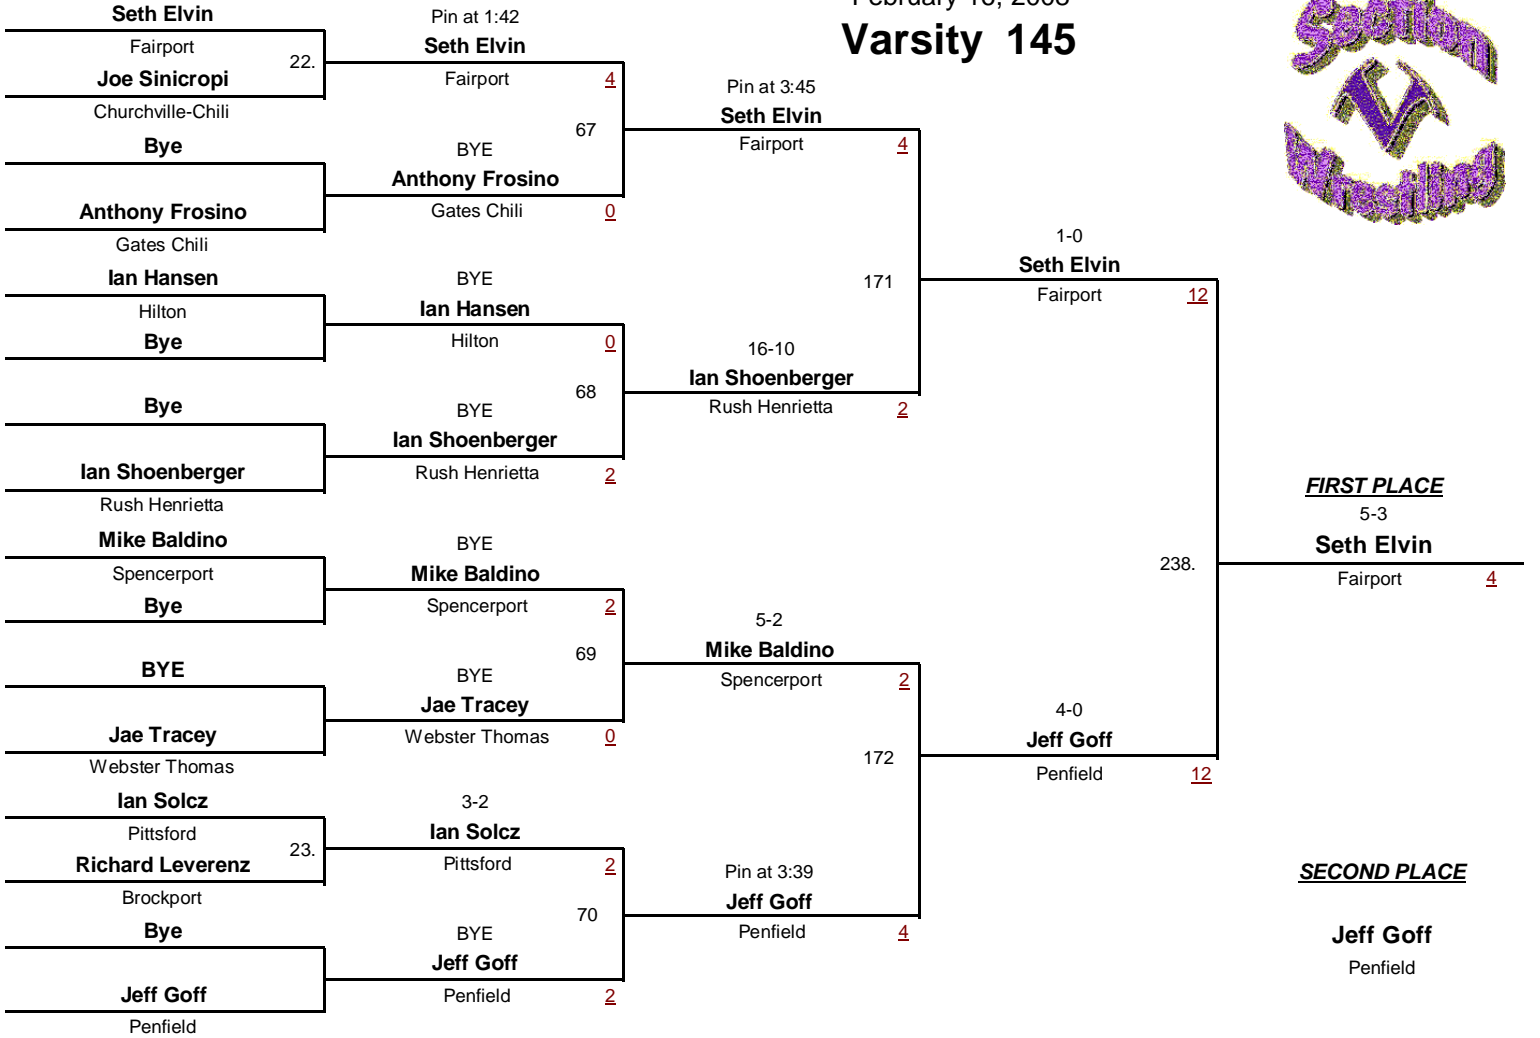 February 16, 2008
Varsity 145
Section
V
Wrestling
Seth Elvin
Fairport
22.
Joe Sinicropi
Churchville-Chili
Bye
Anthony Frosino
Gates Chili
Ian Hansen
Hilton
Bye
Bye
Ian Shoenberger
Rush Henrietta
Mike Baldino
Spencerport
Bye
BYE
Jae Tracey
Webster Thomas
Ian Solcz
Pittsford
23.
Richard Leverenz
Brockport
Bye
Jeff Goff
Penfield
Pin at 1:42
Seth Elvin
Fairport 4
67
BYE
Anthony Frosino
Gates Chili 0
BYE
Ian Hansen
Hilton 0
68
BYE
Ian Shoenberger
Rush Henrietta 2
BYE
Mike Baldino
Spencerport 2
69
BYE
Jae Tracey
Webster Thomas 0
3-2
Ian Solcz
Pittsford 2
70
BYE
Jeff Goff
Penfield 2
Pin at 3:45
Seth Elvin
Fairport 4
171
16-10
Ian Shoenberger
Rush Henrietta 2
5-2
Mike Baldino
Spencerport 2
172
Pin at 3:39
Jeff Goff
Penfield 4
1-0
Seth Elvin
Fairport 12
238.
4-0
Jeff Goff
Penfield 12
FIRST PLACE
5-3
Seth Elvin
Fairport 4
SECOND PLACE
Jeff Goff
Penfield